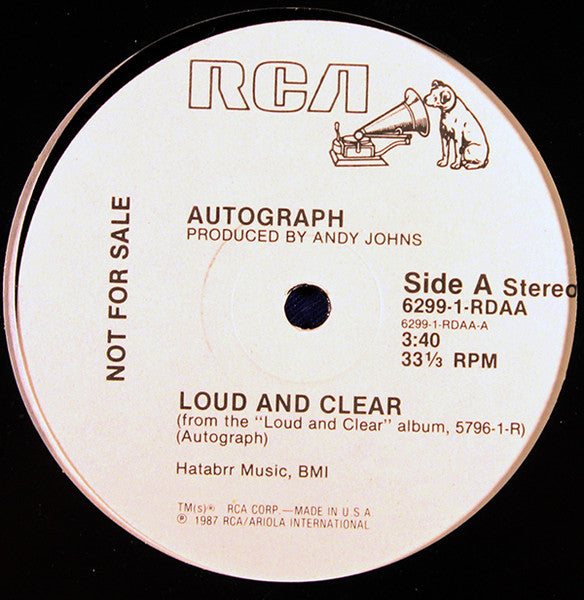 RCA
NOT FOR SALE
AUTOGRAPH
PRODUCED BY ANDY JOHNS
Side A Stereo
6299-1-RDAA
6299-1-RDAA-A
3:40
33⅓ RPM
LOUD AND CLEAR
(from the "Loud and Clear" album, 5796-1-R)
(Autograph)
Hatabrr Music, BMI
TM(s)® RCA CORP.—MADE IN U.S.A
℗ 1987 RCA/ARIOLA INTERNATIONAL